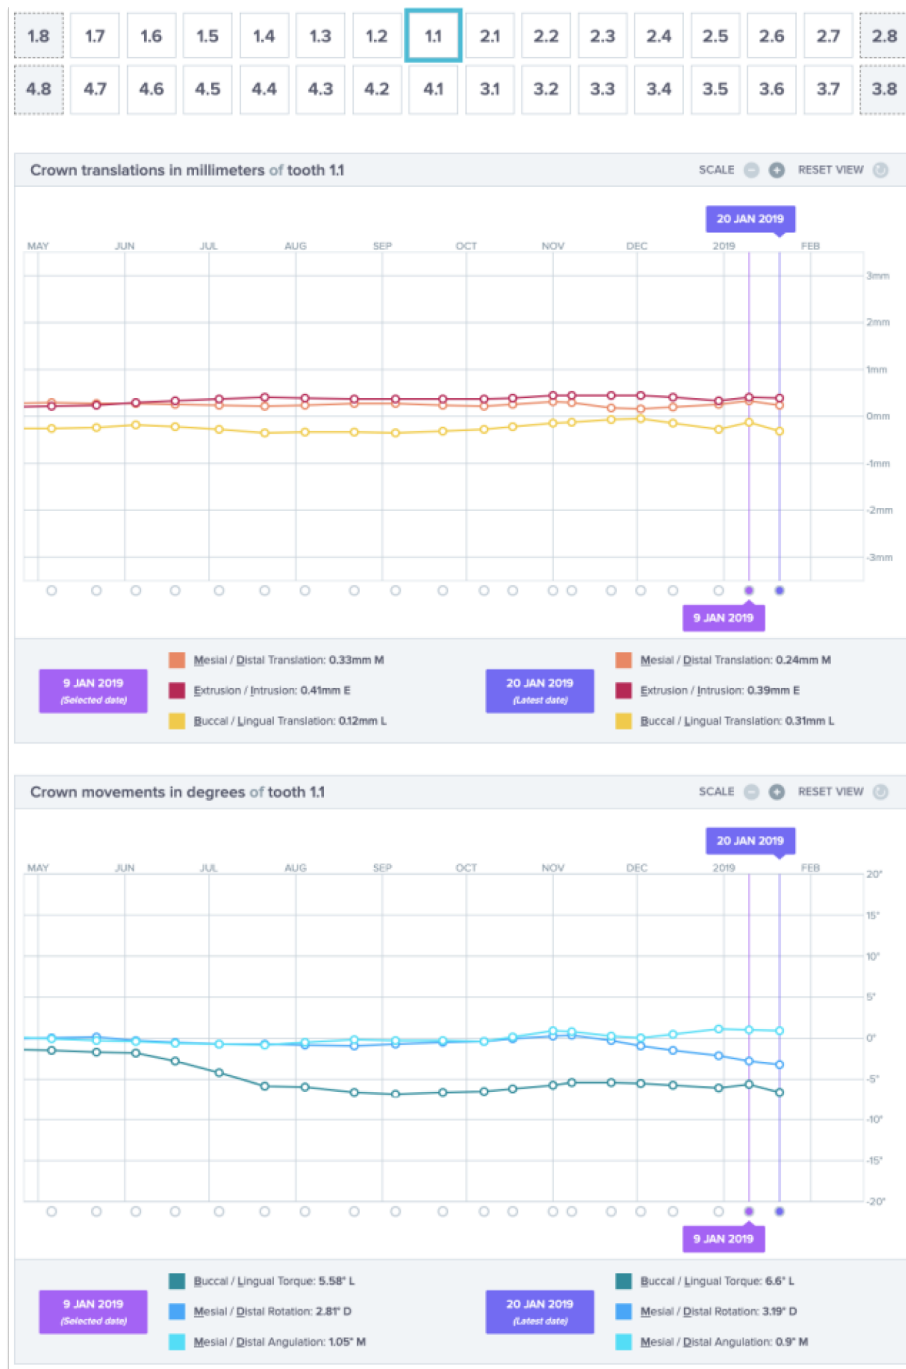 1.8 1.7 1.6 1.5 1.4 1.3 1.2 1.1 2.1 2.2 2.3 2.4 2.5 2.6 2.7 2.8
4.8 4.7 4.6 4.5 4.4 4.3 4.2 4.1 3.1 3.2 3.3 3.4 3.5 3.6 3.7 3.8
Crown translations in millimeters of tooth 1.1 SCALE RESET VIEW
20 JAN 2019
MAY JUN JUL AUG SEP OCT NOV DEC 2019 FEB
3mm
2mm
1mm
0mm
-1mm
-2mm
-3mm
9 JAN 2019
9 JAN 2019
(Selected date)
Mesial / Distal Translation: 0.33mm M
Extrusion / Intrusion: 0.41mm E
Buccal / Lingual Translation: 0.12mm L
20 JAN 2019
(Latest date)
Mesial / Distal Translation: 0.24mm M
Extrusion / Intrusion: 0.39mm E
Buccal / Lingual Translation: 0.31mm L
Crown movements in degrees of tooth 1.1 SCALE RESET VIEW
20 JAN 2019
MAY JUN JUL AUG SEP OCT NOV DEC 2019 FEB
20°
15°
10°
5°
0°
-5°
-10°
-15°
-20°
9 JAN 2019
9 JAN 2019
(Selected date)
Buccal / Lingual Torque: 5.58° L
Mesial / Distal Rotation: 2.81° D
Mesial / Distal Angulation: 1.05° M
20 JAN 2019
(Latest date)
Buccal / Lingual Torque: 6.6° L
Mesial / Distal Rotation: 3.19° D
Mesial / Distal Angulation: 0.9° M